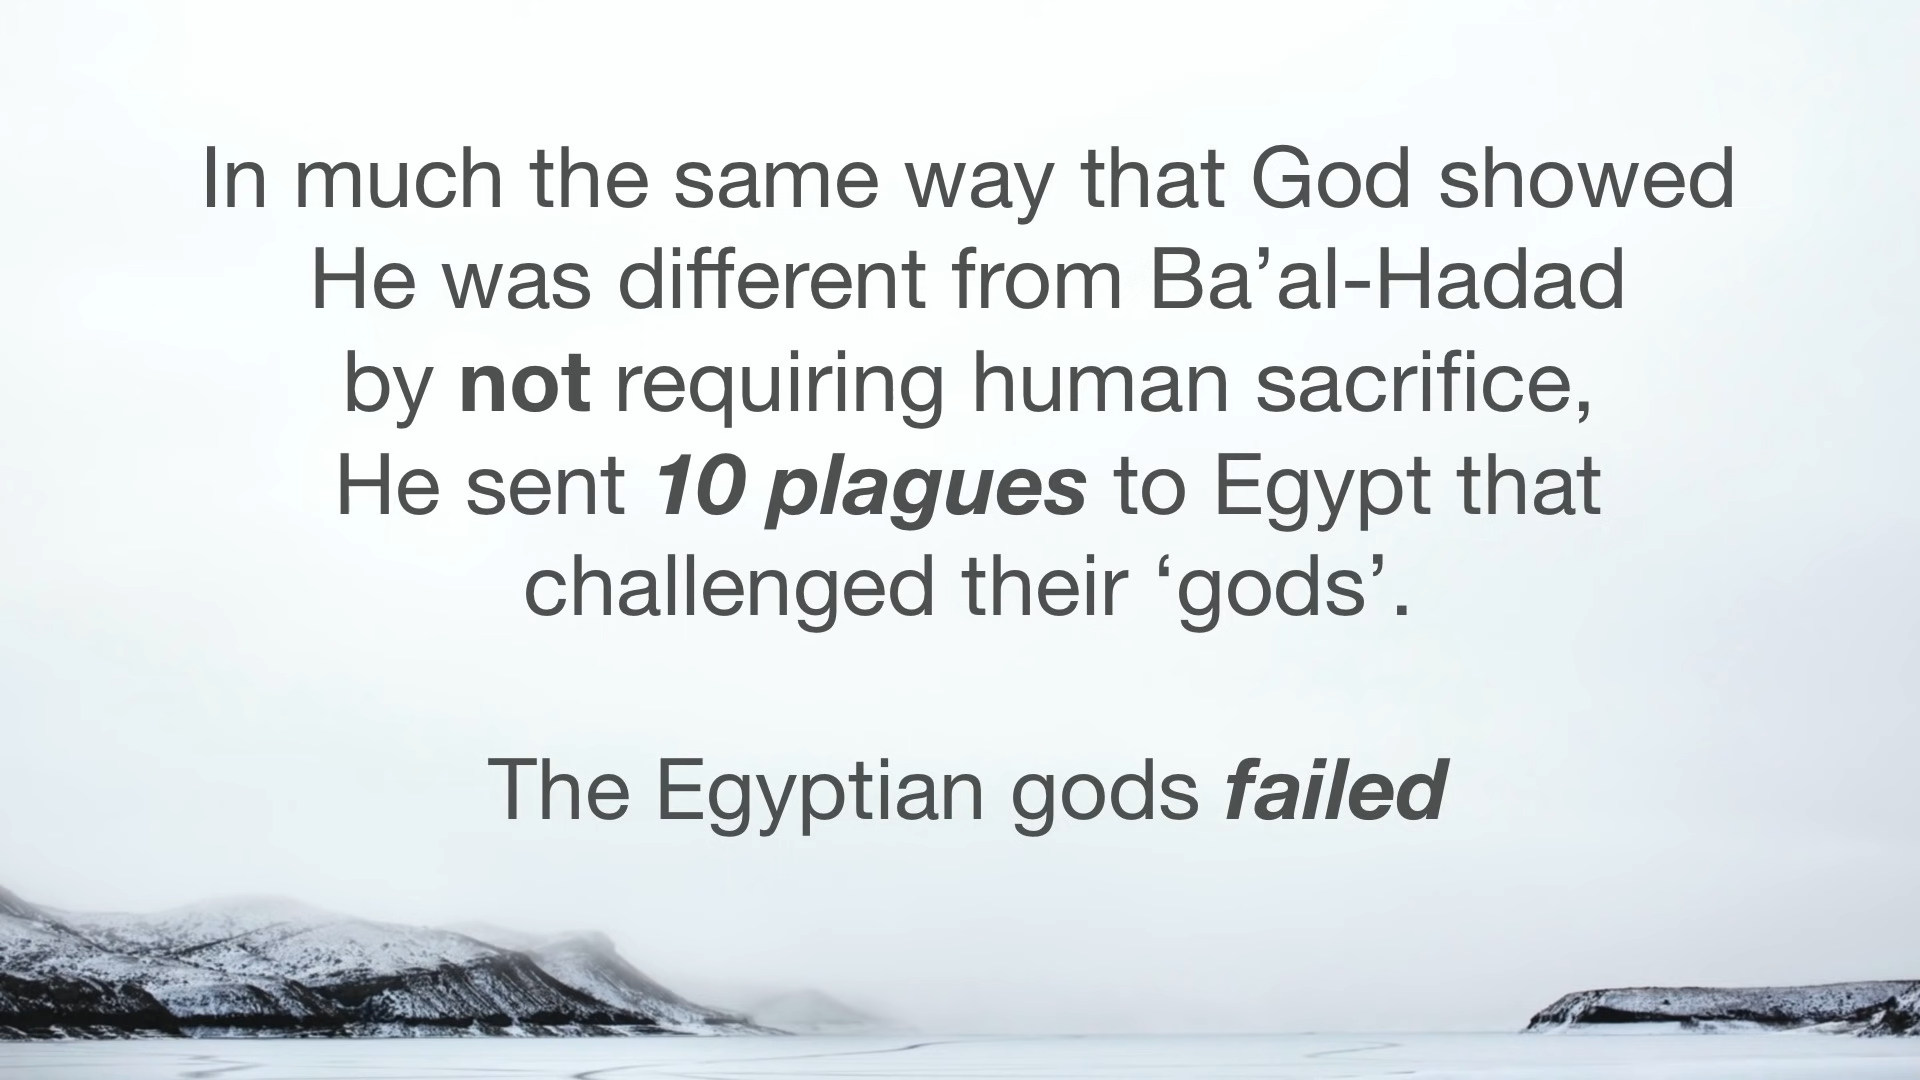 In much the same way that God showed
He was different from Ba’al-Hadad
by not requiring human sacrifice,
He sent 10 plagues to Egypt that
challenged their ‘gods’.
The Egyptian gods failed